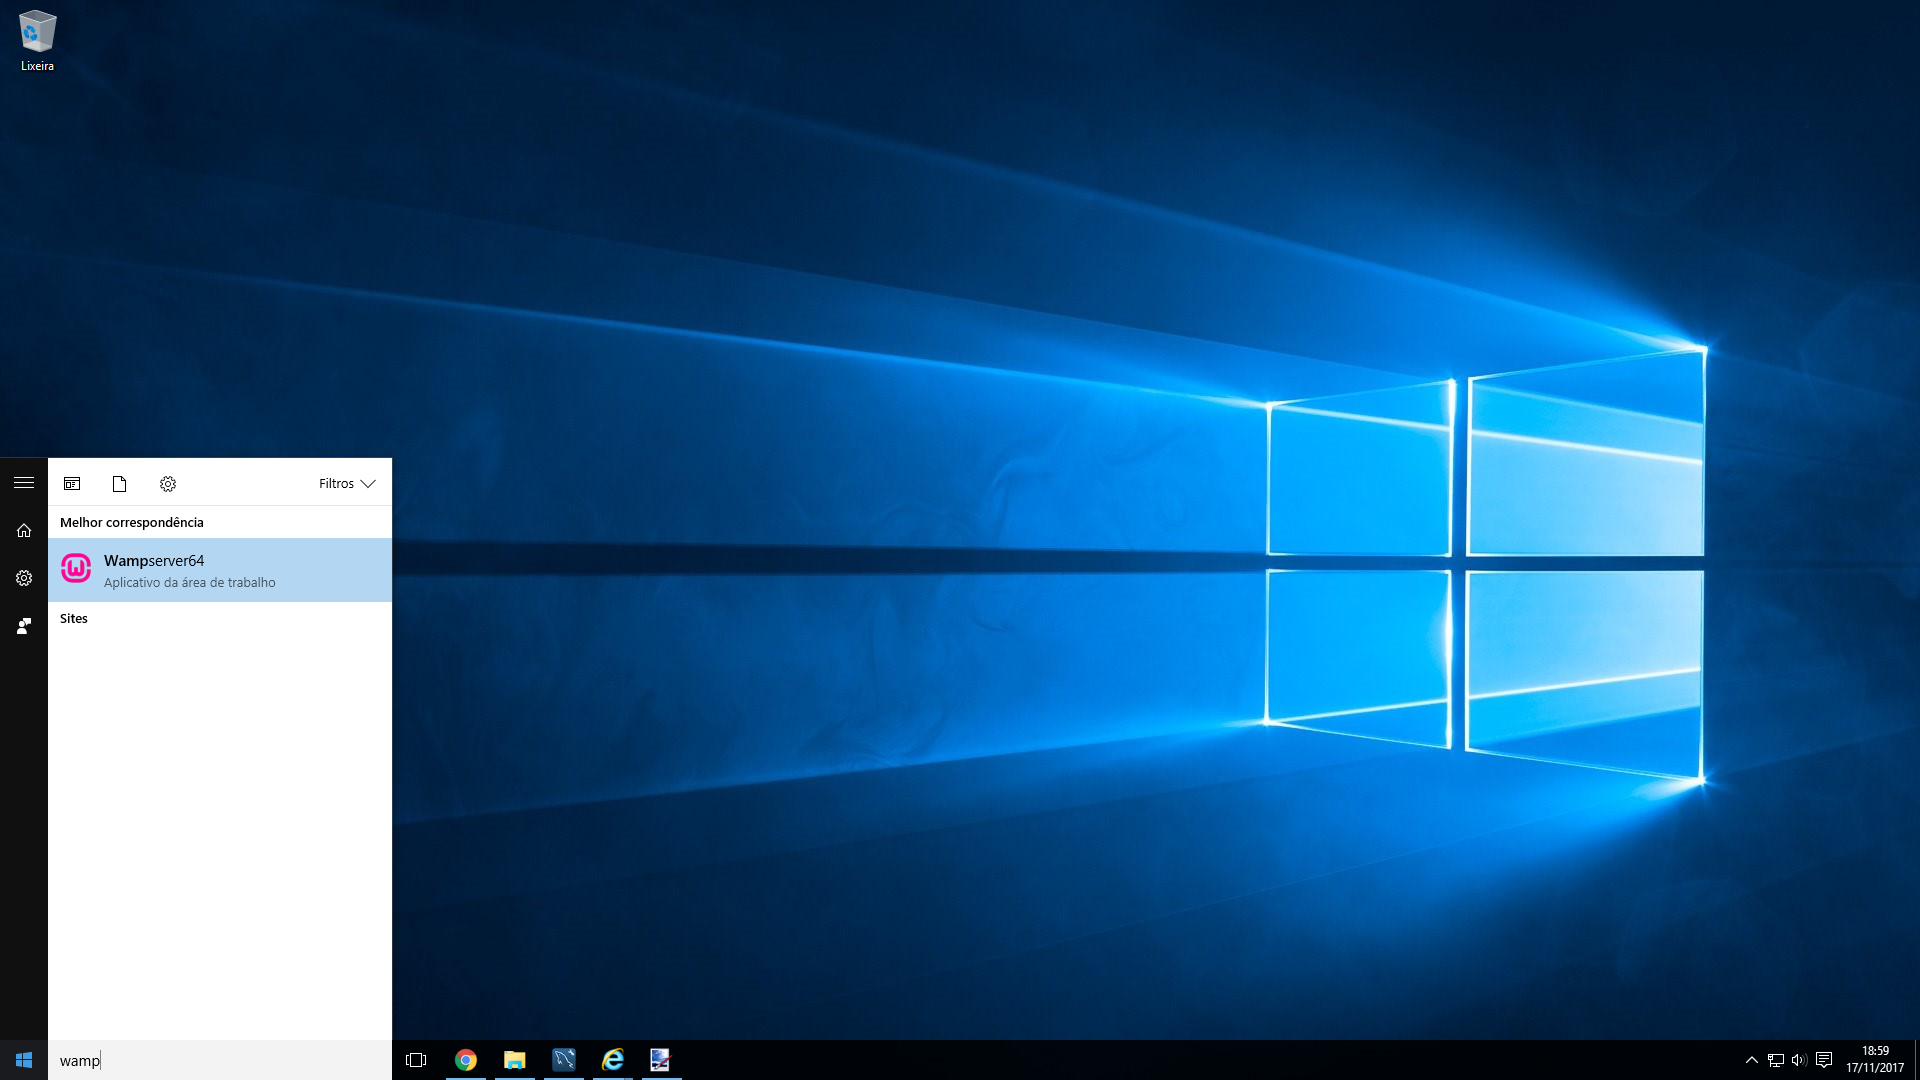 Lixeira
Filtros
Melhor correspondência
Wampserver64
Aplicativo da área de trabalho
Sites
wamp
18:59
17/11/2017